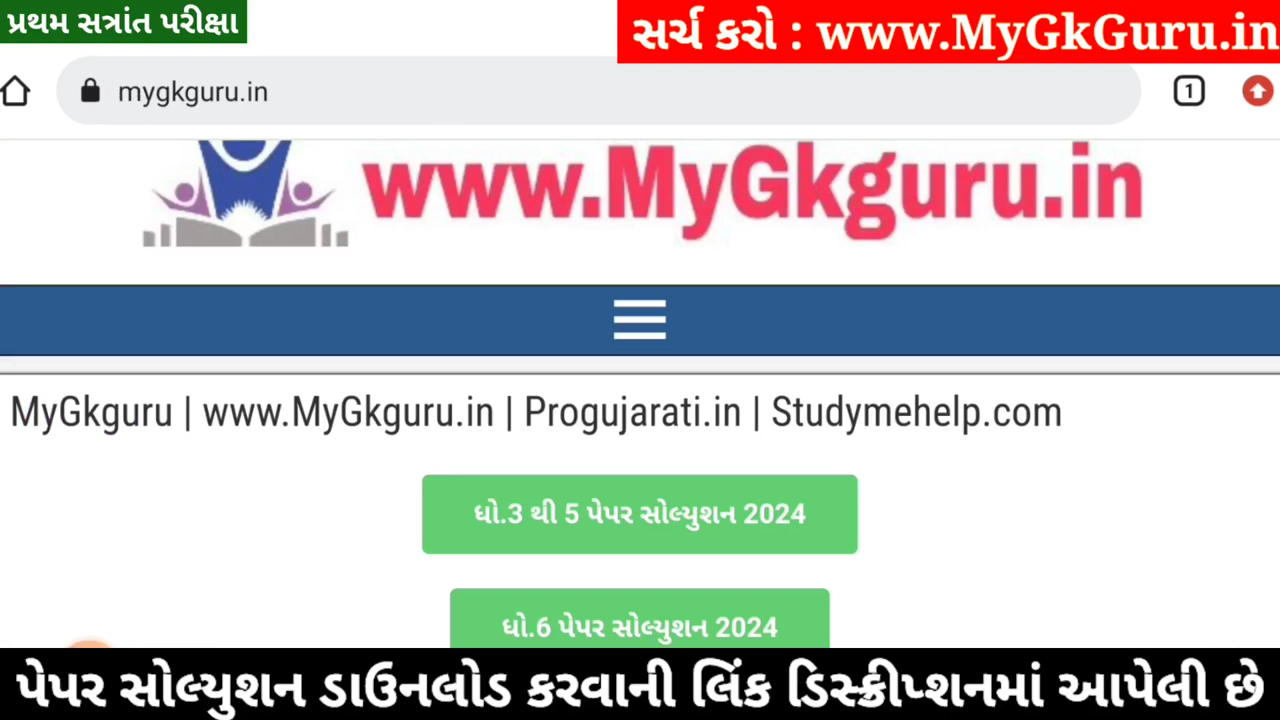 પ્રથમ સત્રાંત પરીક્ષા
સર્ચ કરો : www.MyGkGuru.in
mygkguru.in
1
www.MyGkguru.in
MyGkguru | www.MyGkguru.in | Progujarati.in | Studymehelp.com
ધો.3 થી 5 પેપર સોલ્યુશન 2024
ધો.6 પેપર સોલ્યુશન 2024
પેપર સોલ્યુશન ડાઉનલોડ કરવાની લિંક ડિસ્ક્રીપ્શનમાં આપેલી છે